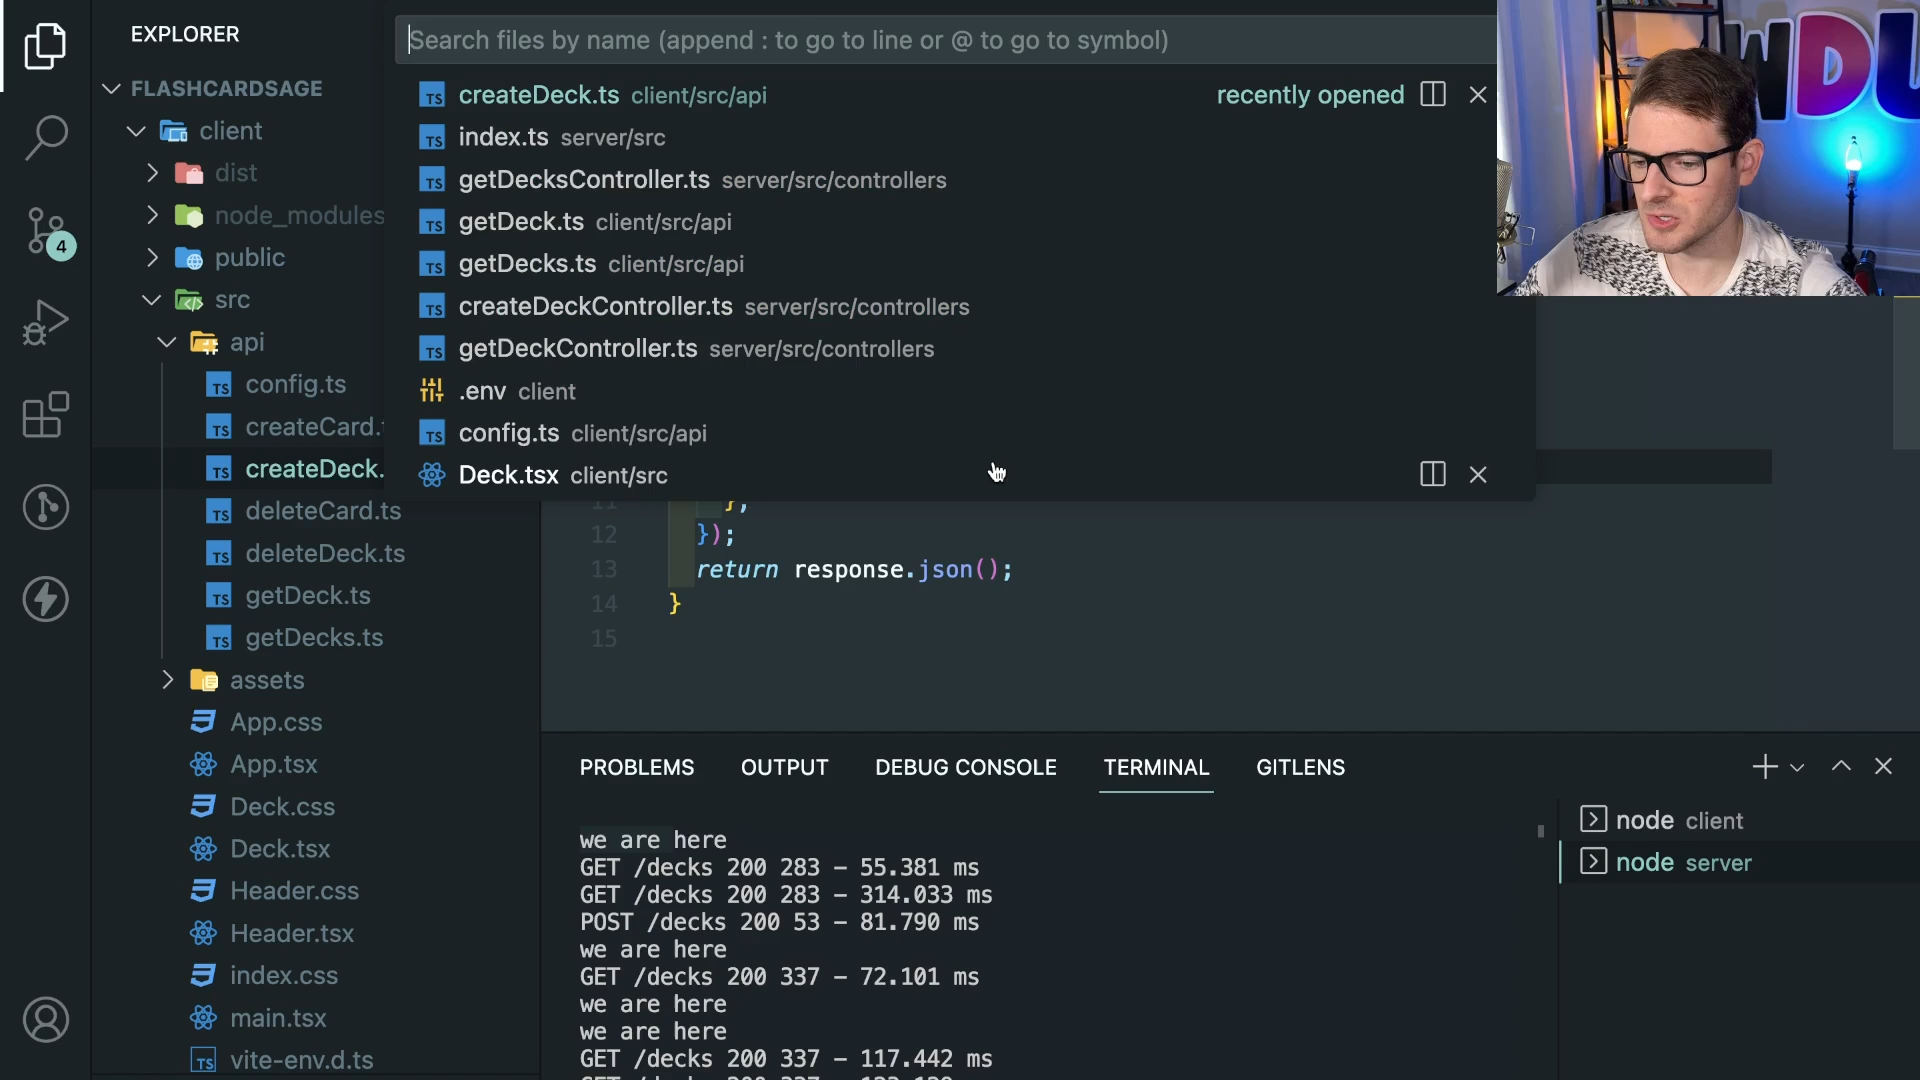 EXPLORER
FLASHCARDSAGE
client
dist
node_modules
public
src
api
config.ts
createCard.
createDeck.
deleteCard.ts
deleteDeck.ts
getDeck.ts
getDecks.ts
assets
App.css
App.tsx
Deck.css
Deck.tsx
Header.css
Header.tsx
index.css
main.tsx
vite-env.d.ts
4
Search files by name (append : to go to line or @ to go to symbol)
createDeck.ts client/src/api recently opened
index.ts server/src
getDecksController.ts server/src/controllers
getDeck.ts client/src/api
getDecks.ts client/src/api
createDeckController.ts server/src/controllers
getDeckController.ts server/src/controllers
.env client
config.ts client/src/api
Deck.tsx client/src
11 },
12 });
13 return response.json();
14 }
15
PROBLEMS OUTPUT DEBUG CONSOLE TERMINAL GITLENS
we are here
GET /decks 200 283 – 55.381 ms
GET /decks 200 283 – 314.033 ms
POST /decks 200 53 – 81.790 ms
we are here
GET /decks 200 337 – 72.101 ms
we are here
we are here
GET /decks 200 337 – 117.442 ms
node client
node server
WDU